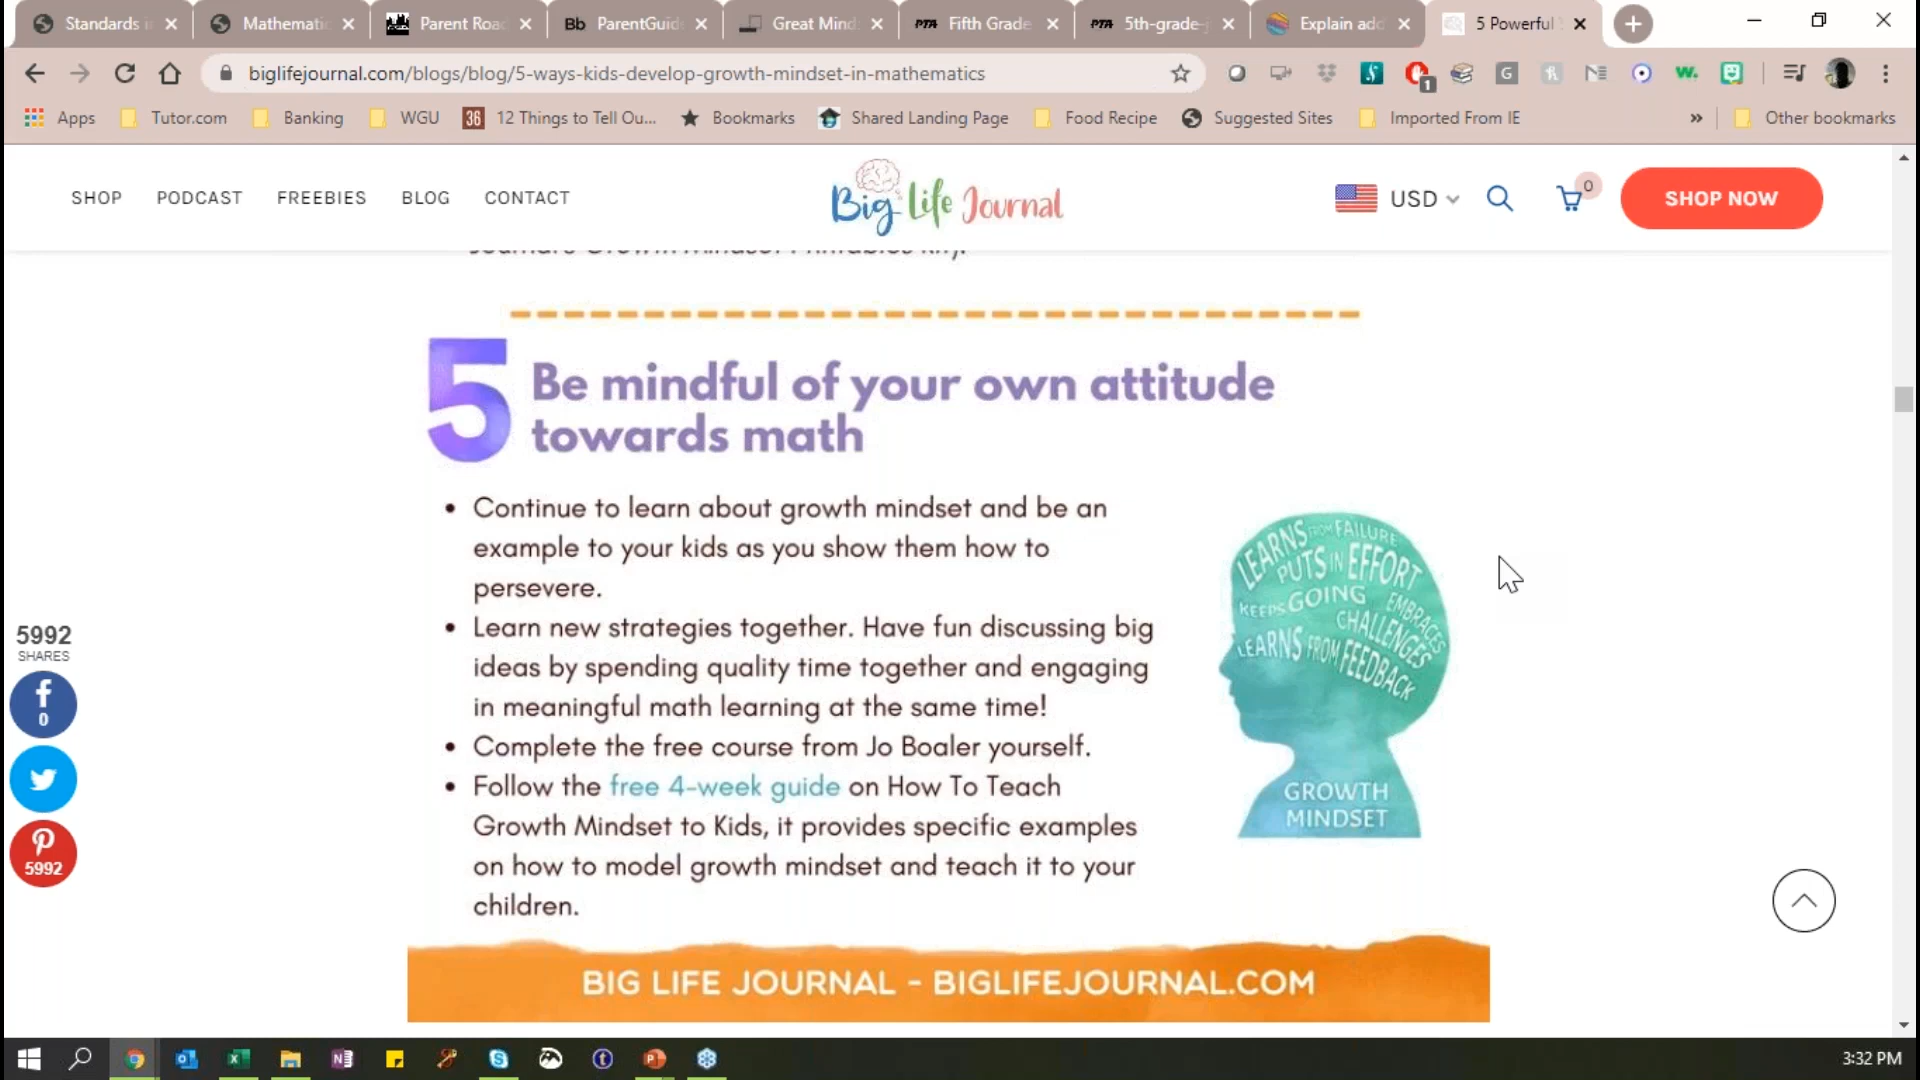 Standards i
Mathemati
Parent Roa
Bb ParentGuid
Great Mind
PTA Fifth Grade
PTA 5th-grade-
Explain ad
5 Powerful
biglifejournal.com/blogs/blog/5-ways-kids-develop-growth-mindset-in-mathematics
1
G
Apps
Tutor.com
Banking
WGU
36 12 Things to Tell Ou...
Bookmarks
Shared Landing Page
Food Recipe
Suggested Sites
Imported From IE
»
Other bookmarks
SHOP PODCAST FREEBIES BLOG CONTACT
Big Life Journal
USD
0
SHOP NOW
5 Be mindful of your own attitude
towards math
• Continue to learn about growth mindset and be an
example to your kids as you show them how to
persevere.
• Learn new strategies together. Have fun discussing big
ideas by spending quality time together and engaging
in meaningful math learning at the same time!
• Complete the free course from Jo Boaler yourself.
• Follow the free 4-week guide on How To Teach
Growth Mindset to Kids, it provides specific examples
on how to model growth mindset and teach it to your
children.
LEARNS FROM FAILURE
PUTS IN EFFORT
KEEPS GOING
EMBRACES
CHALLENGES
LEARNS FROM FEEDBACK
GROWTH
MINDSET
5992
SHARES
0
5992
BIG LIFE JOURNAL - BIGLIFEJOURNAL.COM
3:32 PM